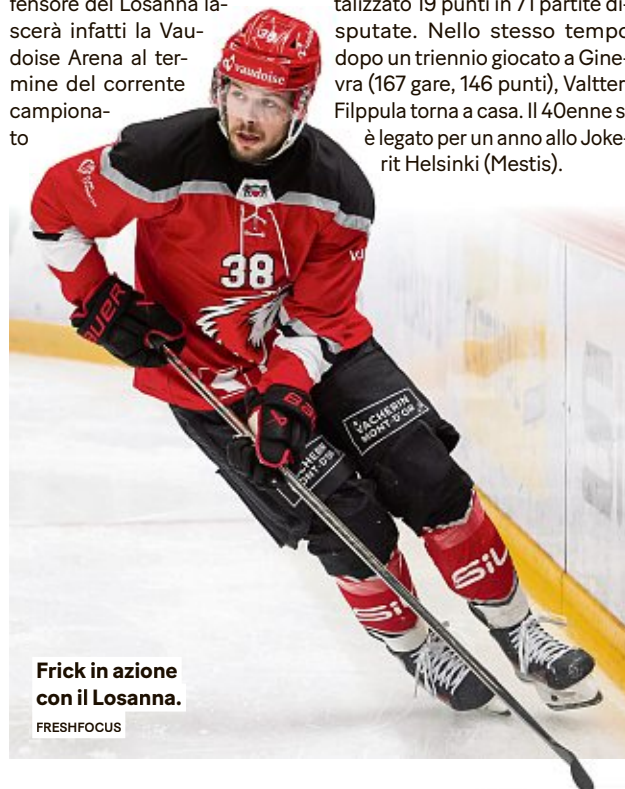 fensore del Losanna la-
scerà infatti la Vau-
doise Arena al ter-
mine del corrente
campiona-
to
talizzato 19 punti in 71 partite di-
sputate. Nello stesso tempo
dopo un triennio giocato a Gine-
vra (167 gare, 146 punti), Valtter
Filppula torna a casa. Il 40enne s
è legato per un anno allo Joke-
rit Helsinki (Mestis).
38
vaudoise
38
BAUER
VACHERIN
MONT-D'OR
SiV
Si
Frick in azione
con il Losanna.
FRESHFOCUS